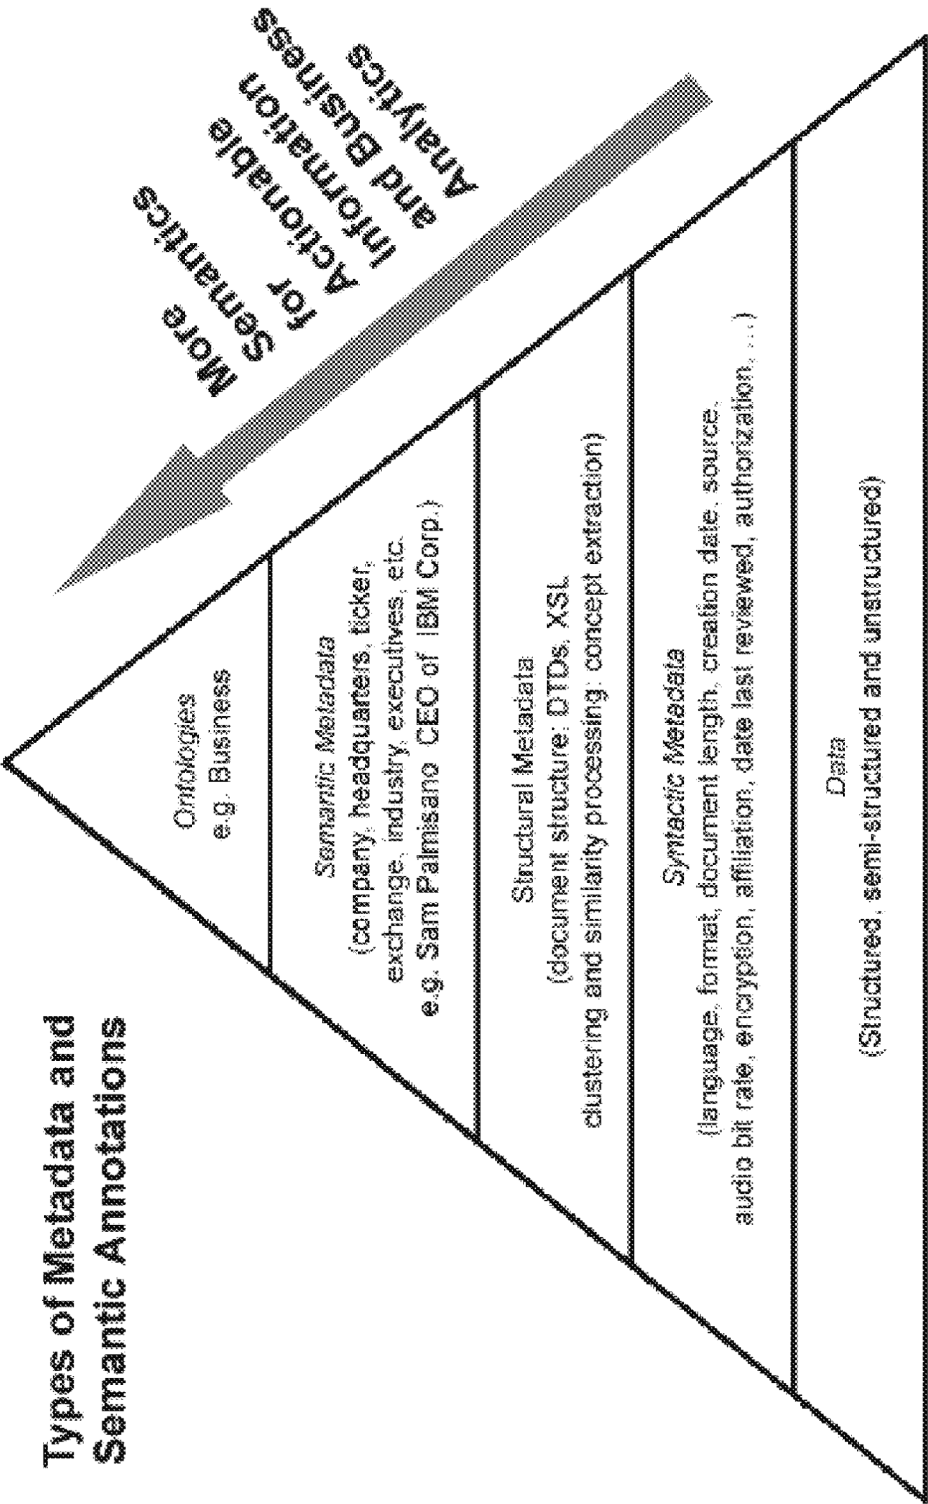 Types of Metadata and
Semantic Annotations
More
Semantics
for
Actionable
Information
and Business
Analytics
Ontologies
e.g. Business
Semantic Metadata
(company, headquarters, ticker,
exchange, industry, executives, etc.
e.g. Sam Palmisano CEO of IBM Corp.)
Structural Metadata
(document structure: DTDs, XSL
clustering and similarity processing: concept extraction)
Syntactic Metadata
(language, format, document length, creation date, source,
audio bit rate, encryption, affiliation, date last reviewed, authorization, ...)
Data
(Structured, semi-structured and unstructured)